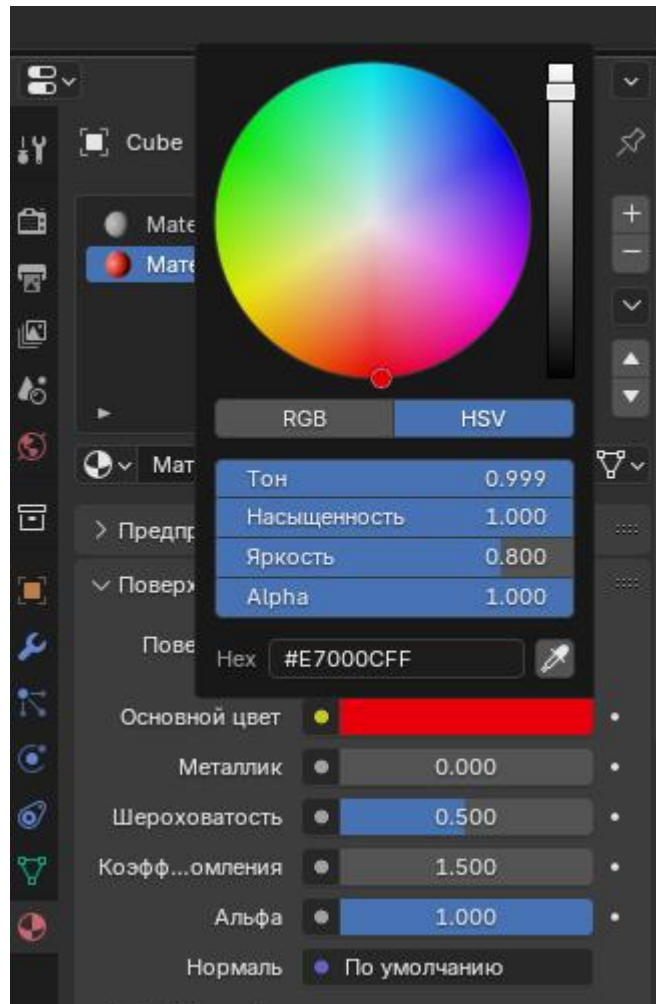 Cube
Mate
Мате
RGB HSV
Мат
Тон 0.999
Насыщенность 1.000
Предпр
Яркость 0.800
Поверх
Alpha 1.000
Пове
Hex #E7000CFF
Основной цвет
Металлик 0.000
Шероховатость 0.500
Коэфф...омления 1.500
Альфа 1.000
Нормаль По умолчанию